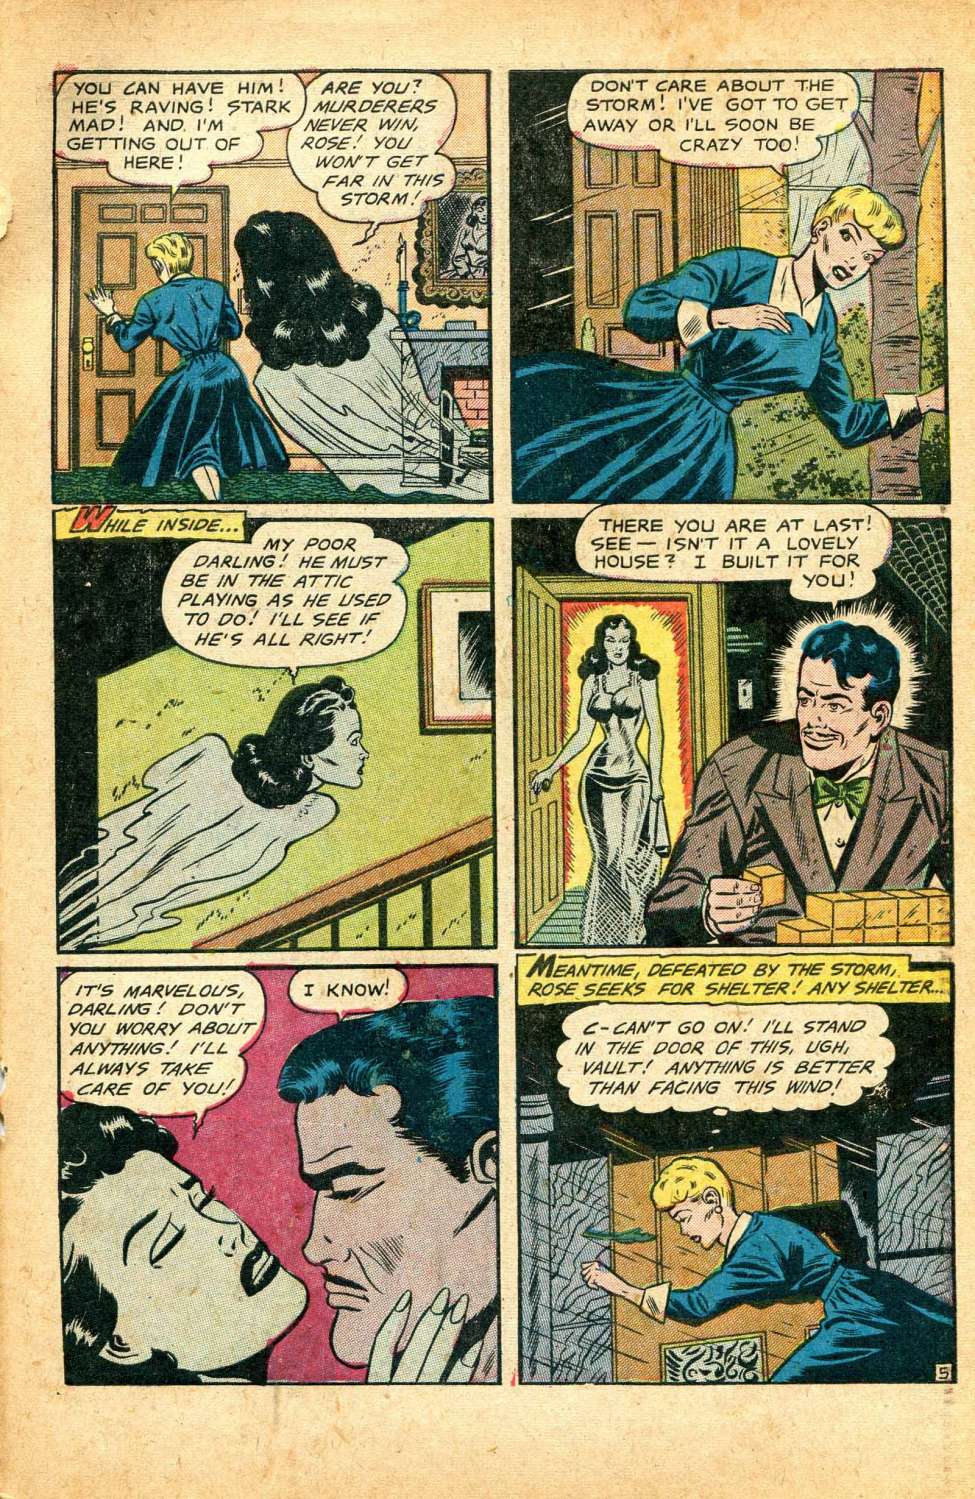 YOU CAN HAVE HIM!
HE'S RAVING! STARK
MAD! AND I'M
GETTING OUT OF
HERE!
ARE YOU?
MURDERERS
NEVER WIN,
ROSE! YOU
WON'T GET
FAR IN THIS
STORM!
DON'T CARE ABOUT THE
STORM! I'VE GOT TO GET
AWAY OR I'LL SOON BE
CRAZY TOO!
WHILE INSIDE...
MY POOR
DARLING! HE MUST
BE IN THE ATTIC
PLAYING AS HE USED
TO DO! I'LL SEE IF
HE'S ALL RIGHT!
THERE YOU ARE AT LAST!
SEE — ISN'T IT A LOVELY
HOUSE? I BUILT IT FOR
YOU!
IT'S MARVELOUS,
DARLING! DON'T
YOU WORRY ABOUT
ANYTHING! I'LL
ALWAYS TAKE
CARE OF YOU!
I KNOW!
MEANTIME, DEFEATED BY THE STORM,
ROSE SEEKS FOR SHELTER! ANY SHELTER...
C-CAN'T GO ON! I'LL STAND
IN THE DOOR OF THIS, UGH,
VAULT! ANYTHING IS BETTER
THAN FACING THIS WIND!
5